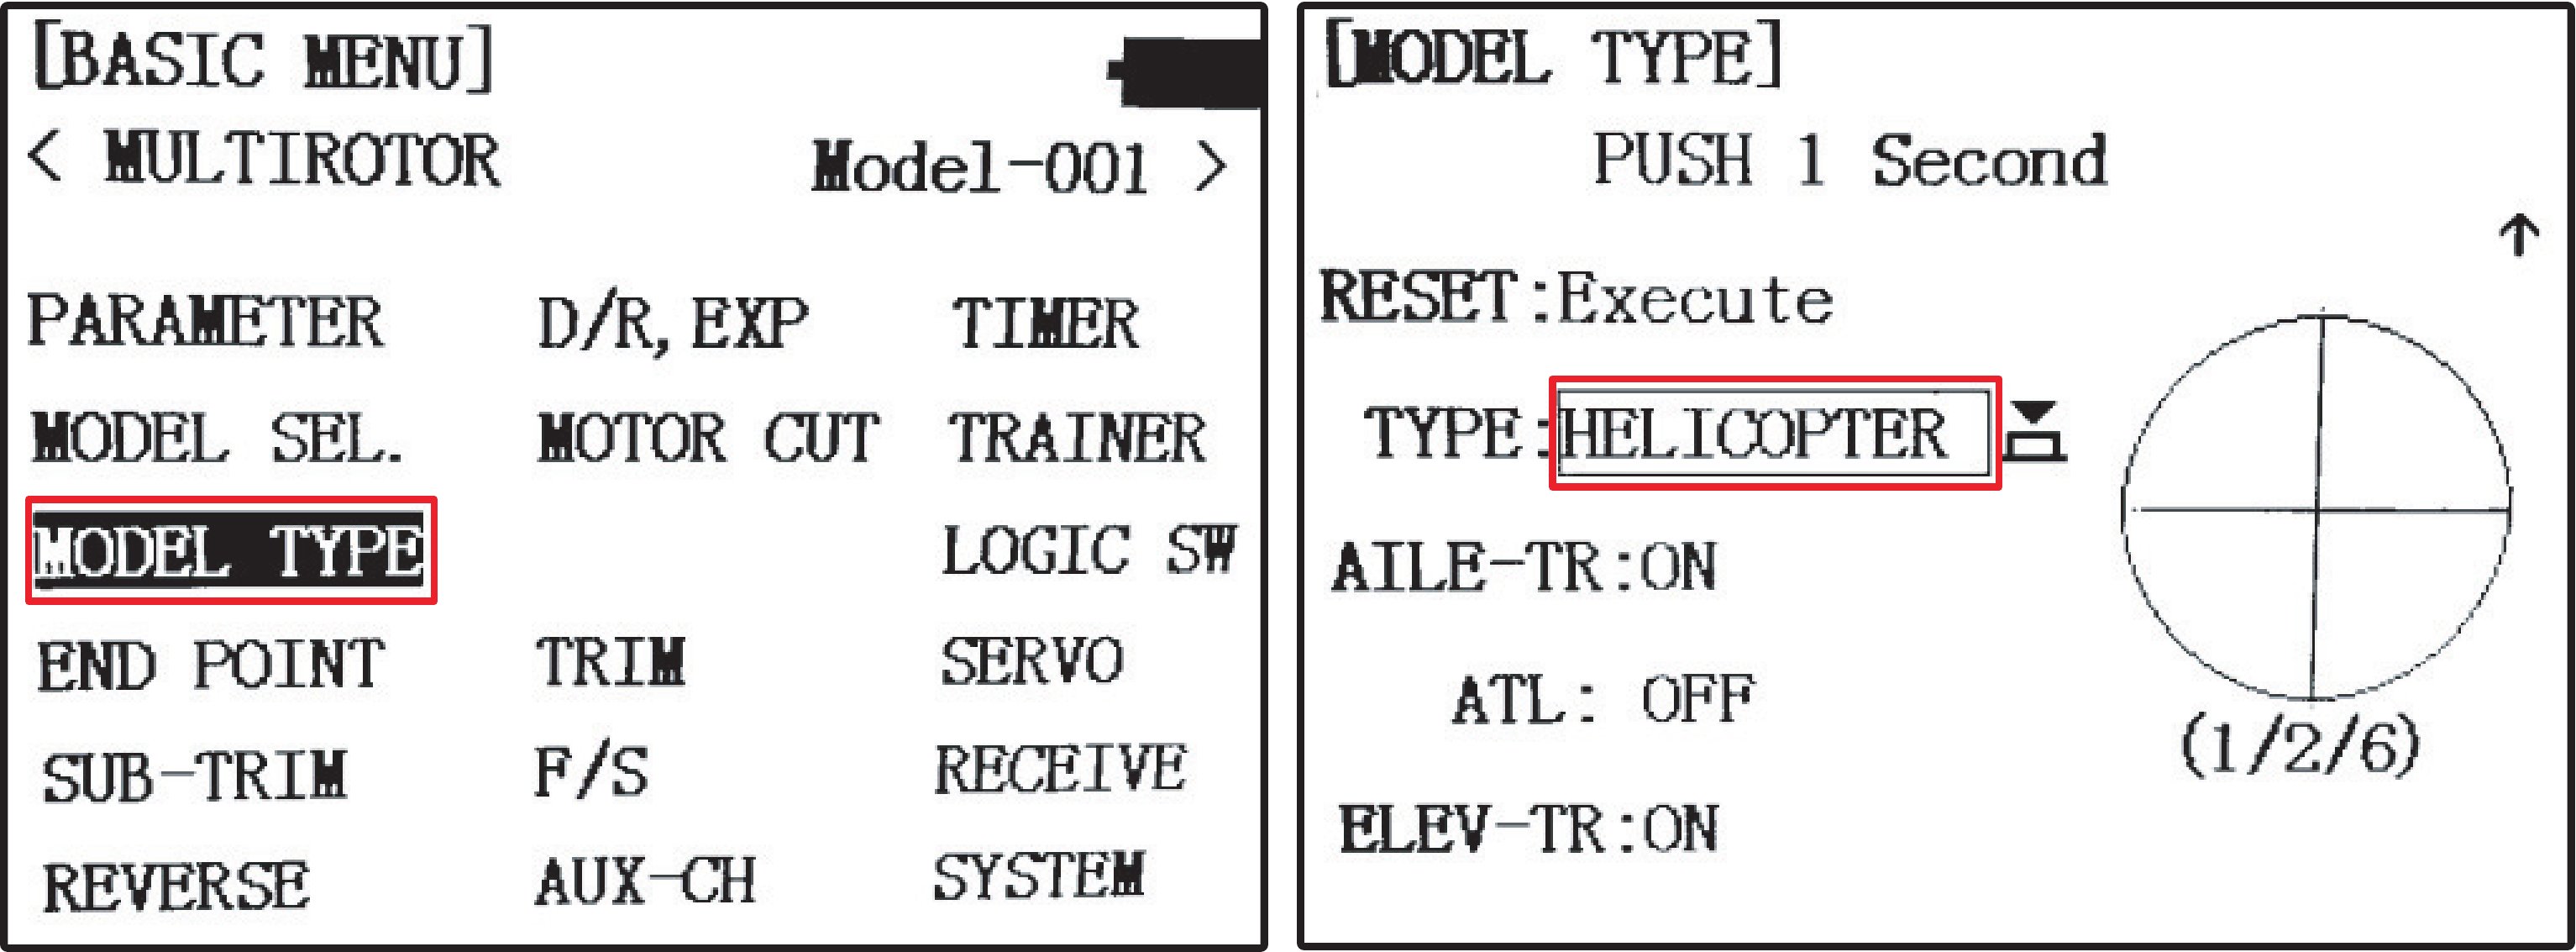 [BASIC MENU]
< MULTIROTOR Model-001 >
PARAMETER D/R, EXP TIMER
MODEL SEL. MOTOR CUT TRAINER
MODEL TYPE LOGIC SW
END POINT TRIM SERVO
SUB-TRIM F/S RECEIVE
REVERSE AUX-CH SYSTEM
[MODEL TYPE]
PUSH 1 Second
↑
RESET:Execute
TYPE:HELICOPTER
AILE-TR:ON
ATL: OFF
(1/2/6)
ELEV-TR:ON